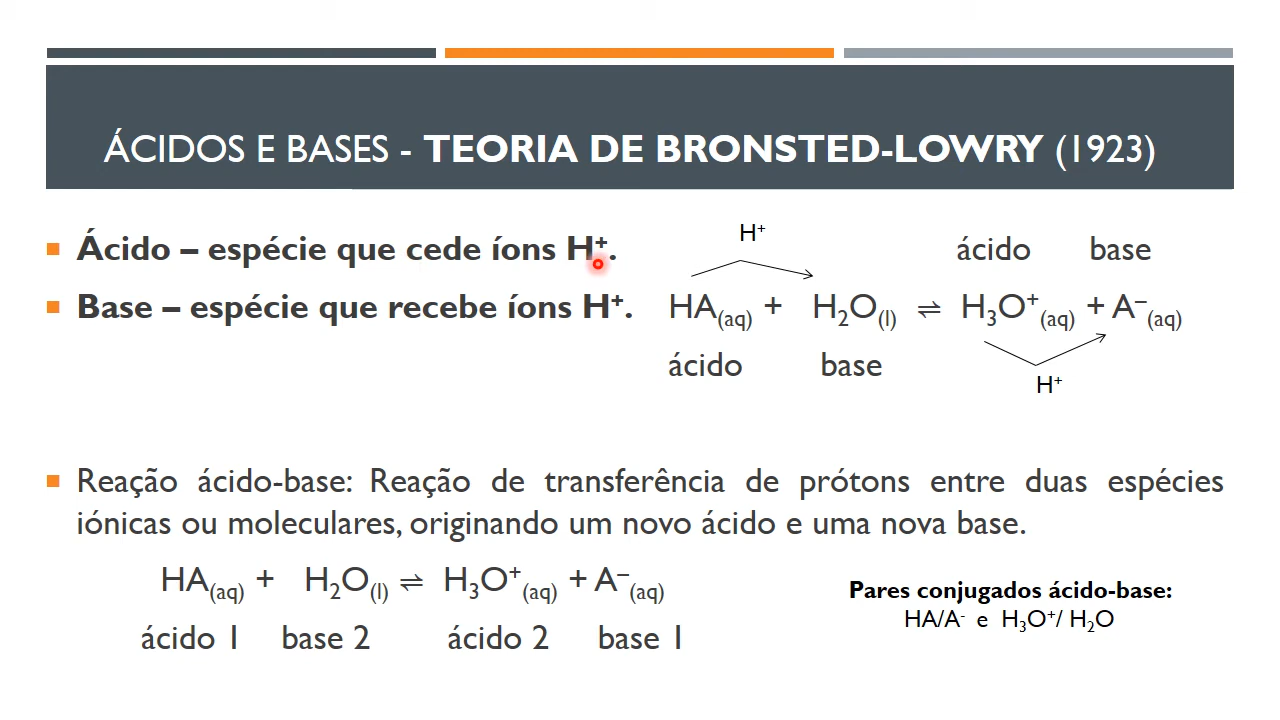 ÁCIDOS E BASES - TEORIA DE BRONSTED-LOWRY (1923)
Ácido – espécie que cede íons H⁺.
Base – espécie que recebe íons H⁺.
H⁺
ácido base
HA(aq) + H₂O(l) ⇌ H₃O⁺(aq) + A⁻(aq)
ácido base
H⁺
Reação ácido-base: Reação de transferência de prótons entre duas espécies
iónicas ou moleculares, originando um novo ácido e uma nova base.
HA(aq) + H₂O(l) ⇌ H₃O⁺(aq) + A⁻(aq)
ácido 1 base 2 ácido 2 base 1
Pares conjugados ácido-base:
HA/A⁻ e H₃O⁺/ H₂O